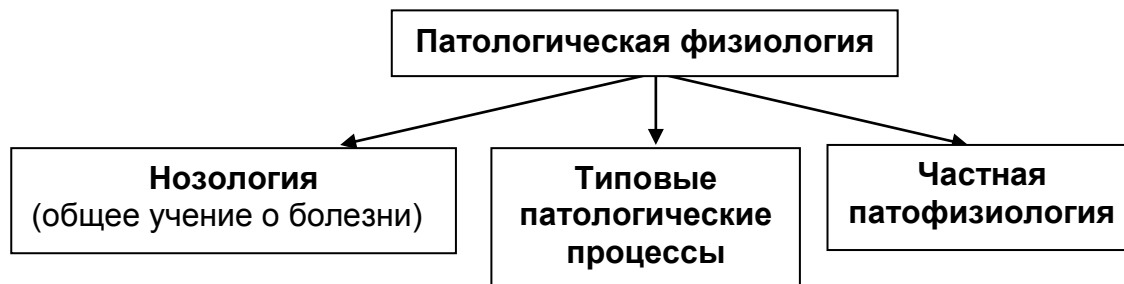 Патологическая физиология
Нозология
(общее учение о болезни)
Типовые
патологические
процессы
Частная
патофизиология